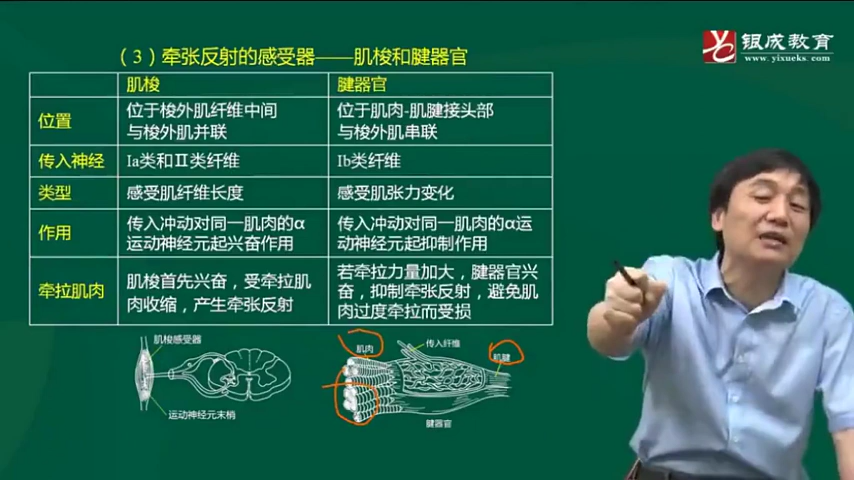 （3）牵张反射的感受器——肌梭和腱器官
银成教育
www.yixueks.com
肌梭 腱器官
位置 位于梭外肌纤维中间 位于肌肉-肌腱接头部
与梭外肌并联 与梭外肌串联
传入神经 Ia类和Ⅱ类纤维 Ib类纤维
类型 感受肌纤维长度 感受肌张力变化
作用 传入冲动对同一肌肉的α 传入冲动对同一肌肉的α运
运动神经元起兴奋作用 动神经元起抑制作用
牵拉肌肉 肌梭首先兴奋，受牵拉肌 若牵拉力量加大，腱器官兴
肉收缩，产生牵张反射 奋，抑制牵张反射，避免肌
肉过度牵拉而受损
肌梭感受器
运动神经元末梢
肌肉
传入纤维
肌腱
腱器官